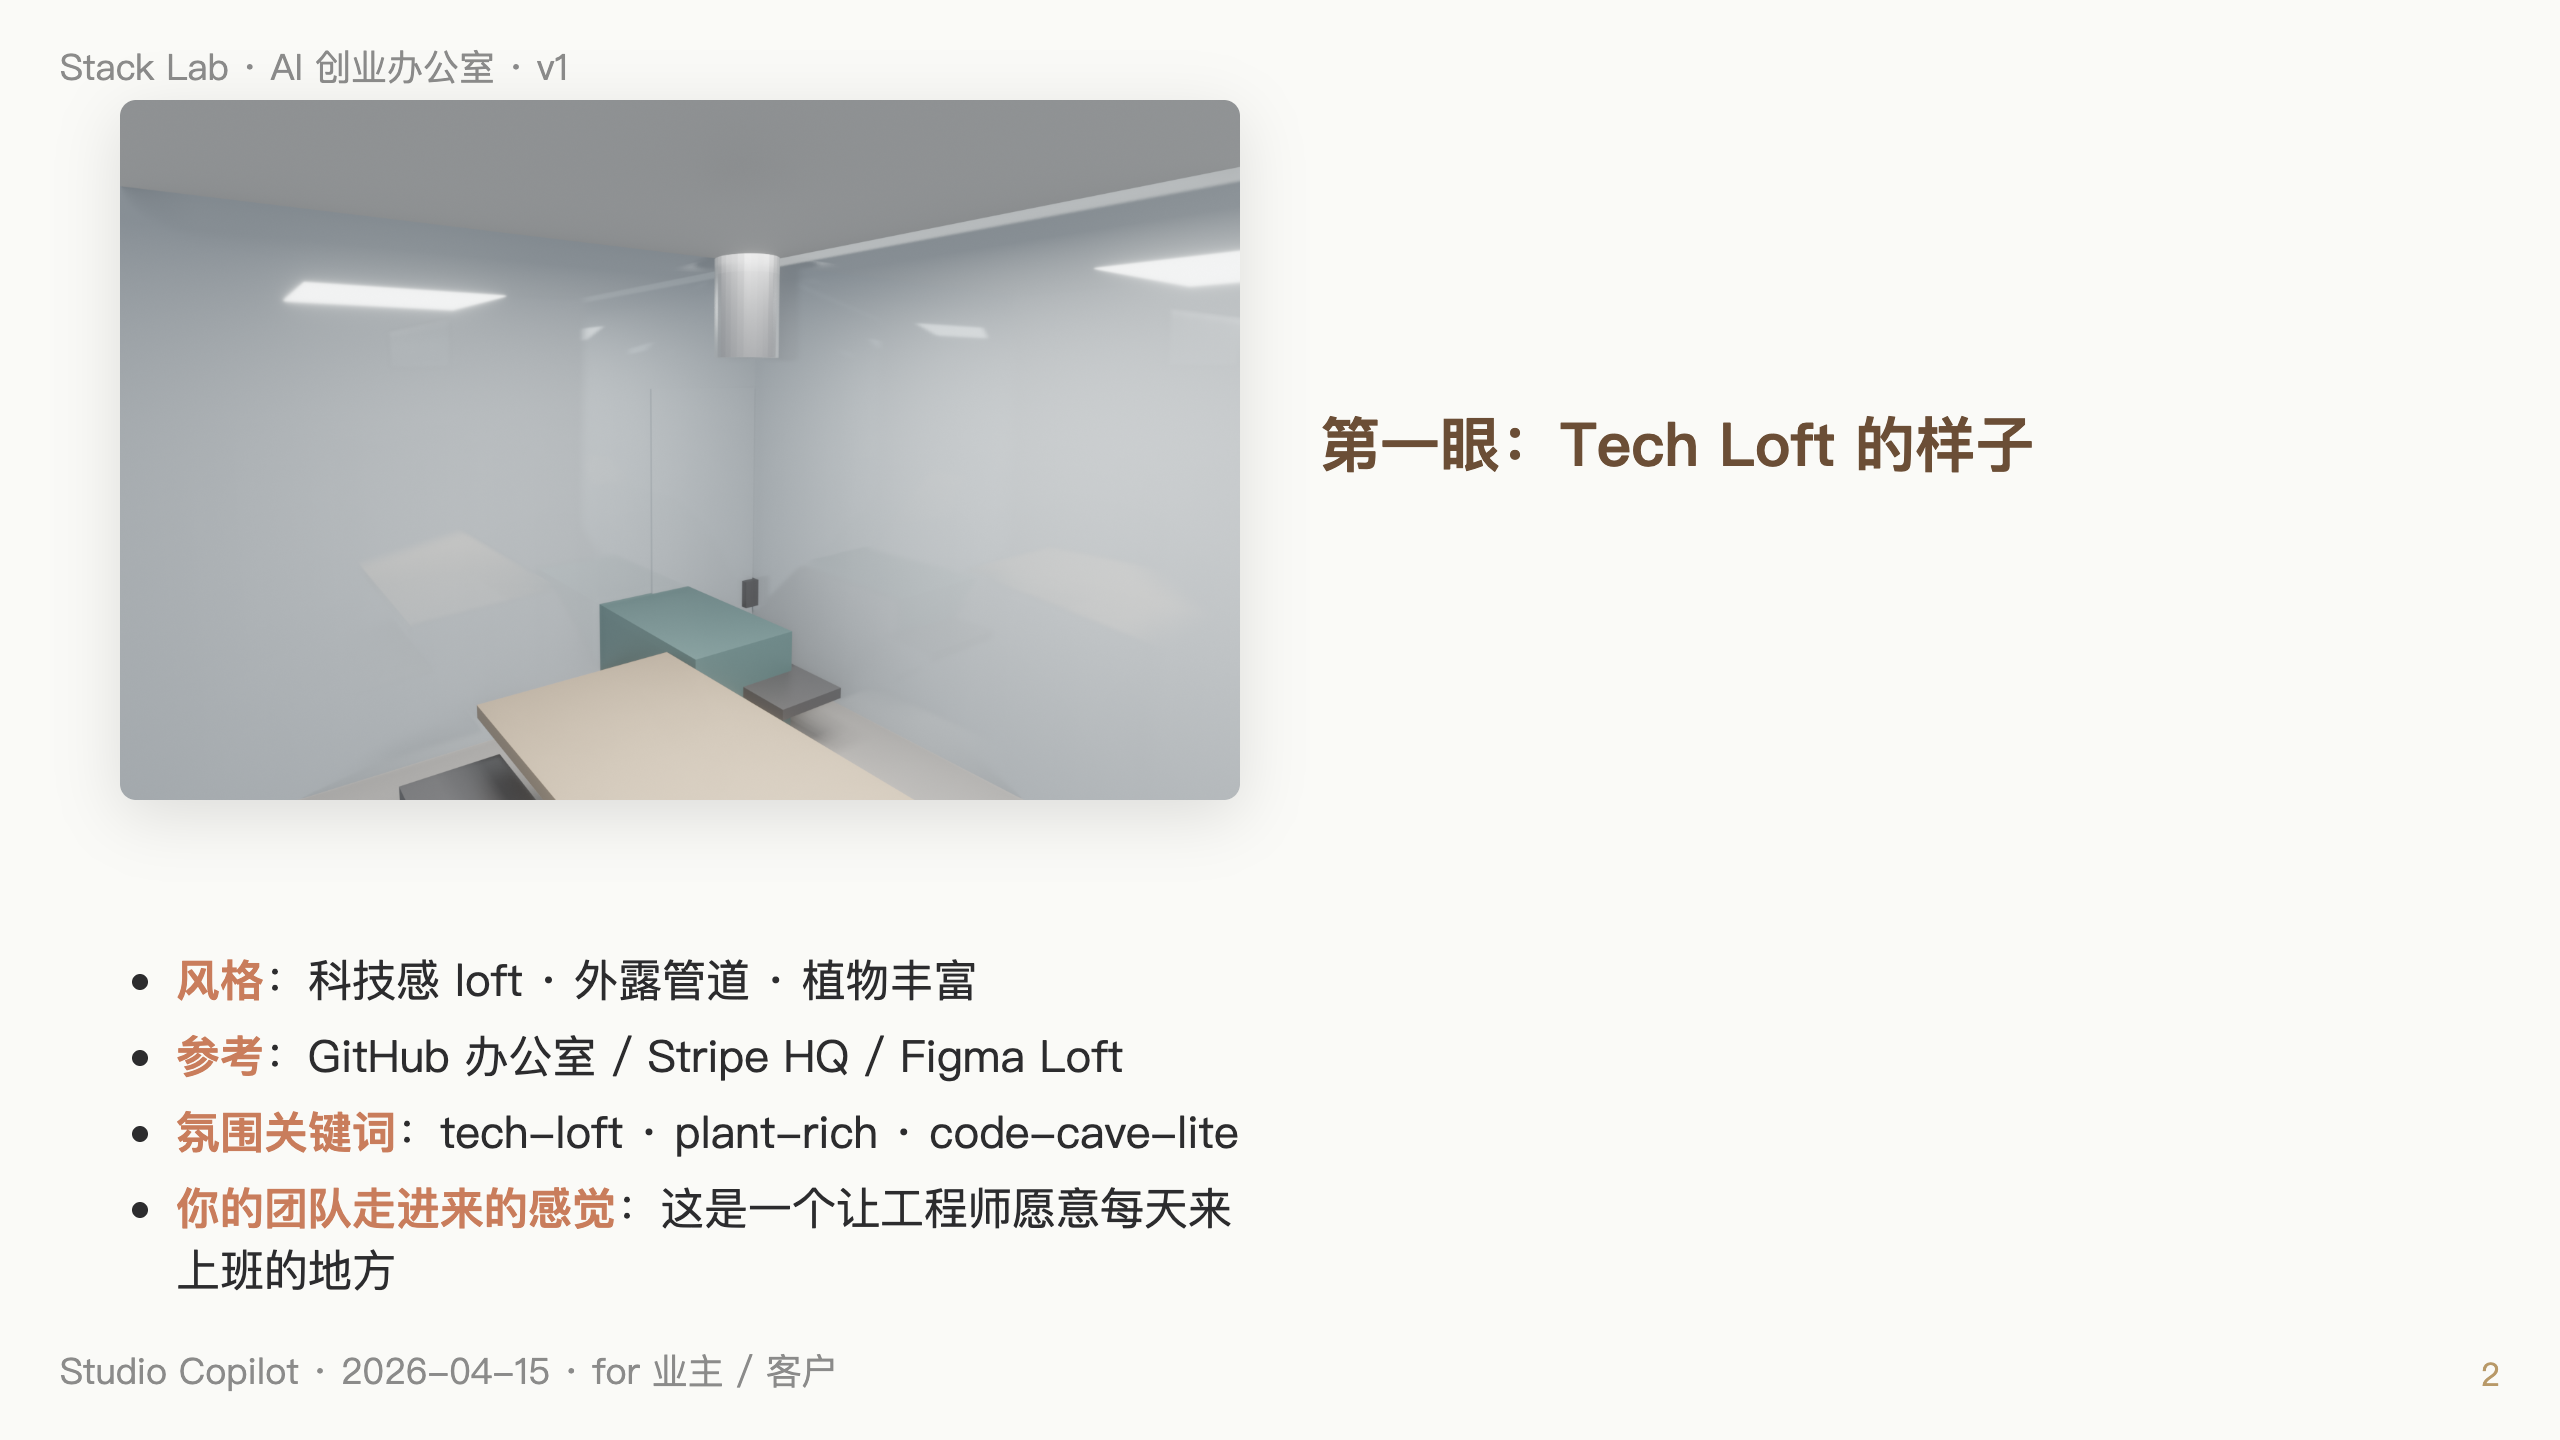 Stack Lab · AI 创业办公室 · v1
第一眼：Tech Loft 的样子
• 风格：科技感 loft · 外露管道 · 植物丰富
• 参考：GitHub 办公室 / Stripe HQ / Figma Loft
• 氛围关键词：tech-loft · plant-rich · code-cave-lite
• 你的团队走进来的感觉：这是一个让工程师愿意每天来
上班的地方
Studio Copilot · 2026-04-15 · for 业主 / 客户
2